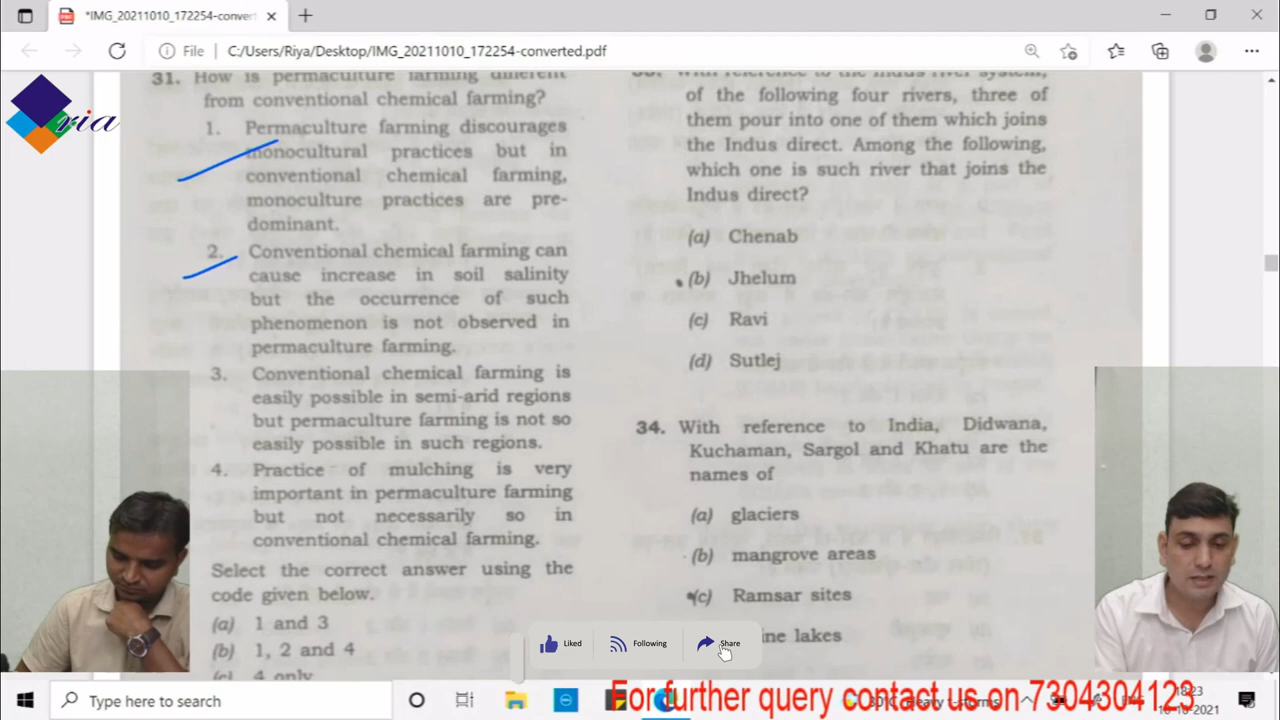 *IMG_20211010_172254-convert
File
C:/Users/Riya/Desktop/IMG_20211010_172254-converted.pdf
ria
31. How is permaculture farming different
from conventional chemical farming?
1. Permaculture farming discourages
monocultural practices but in
conventional chemical farming,
monoculture practices are pre-
dominant.
2. Conventional chemical farming can
cause increase in soil salinity
but the occurrence of such
phenomenon is not observed in
permaculture farming.
3. Conventional chemical farming is
easily possible in semi-arid regions
but permaculture farming is not so
easily possible in such regions.
4. Practice of mulching is very
important in permaculture farming
but not necessarily so in
conventional chemical farming.
Select the correct answer using the
code given below.
(a) 1 and 3
(b) 1, 2 and 4
(c) 4 only
With reference to the Indus river system,
of the following four rivers, three of
them pour into one of them which joins
the Indus direct. Among the following,
which one is such river that joins the
Indus direct?
(a) Chenab
(b) Jhelum
(c) Ravi
(d) Sutlej
34. With reference to India, Didwana,
Kuchaman, Sargol and Khatu are the
names of
(a) glaciers
(b) mangrove areas
(c) Ramsar sites
ine lakes
Liked
Following
Share
Type here to search
For further query contact us on 7304304123
18:23
10-10-2021